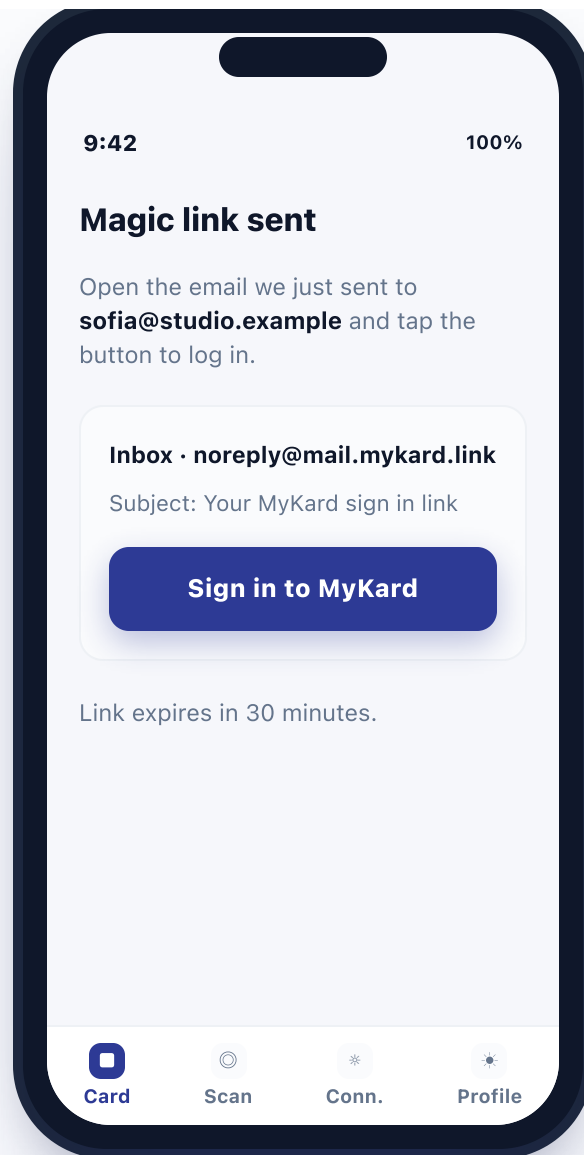 9:42
100%
Magic link sent
Open the email we just sent to
sofia@studio.example and tap the
button to log in.
Inbox · noreply@mail.mykard.link
Subject: Your MyKard sign in link
Sign in to MyKard
Link expires in 30 minutes.
Card
Scan
Conn.
Profile